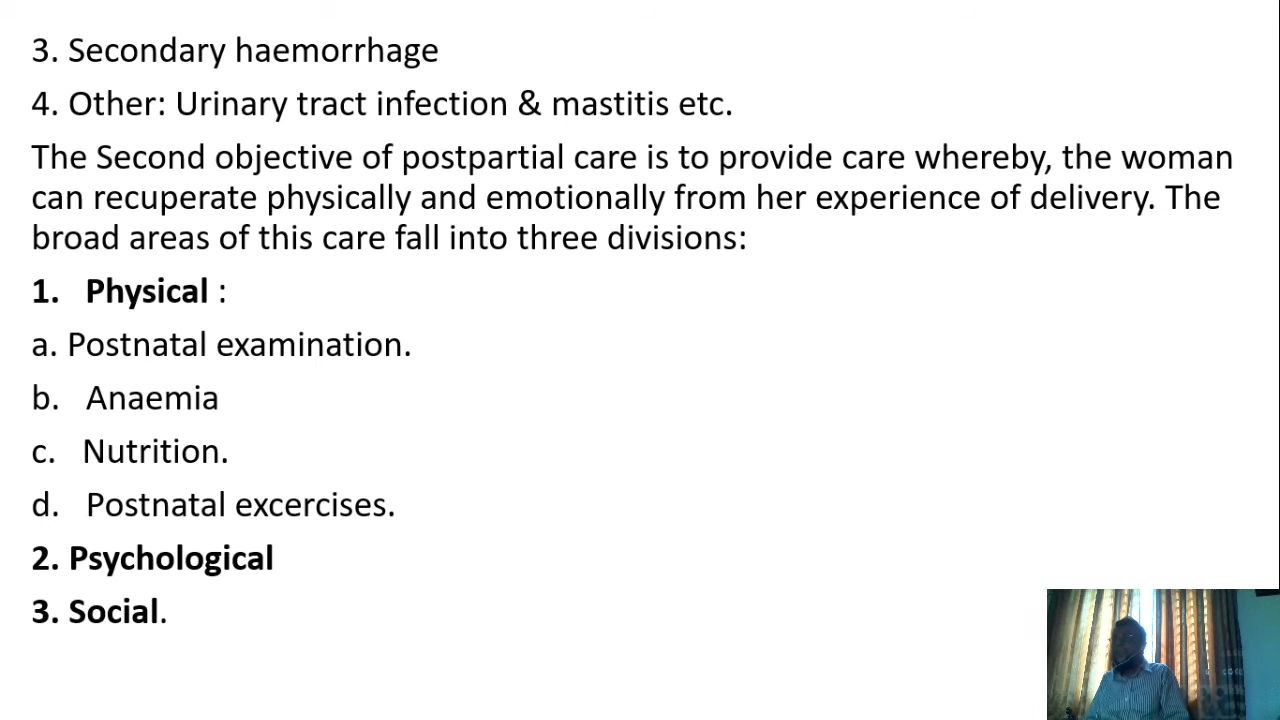 3. Secondary haemorrhage
4. Other: Urinary tract infection & mastitis etc.
The Second objective of postpartial care is to provide care whereby, the woman
can recuperate physically and emotionally from her experience of delivery. The
broad areas of this care fall into three divisions:
1. Physical :
a. Postnatal examination.
b. Anaemia
c. Nutrition.
d. Postnatal excercises.
2. Psychological
3. Social.